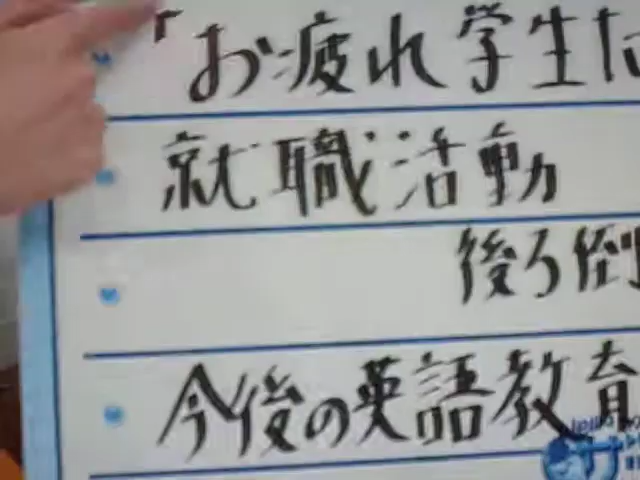 「お疲れ学生た
就職活動
後ろ倒
今後の英語教育